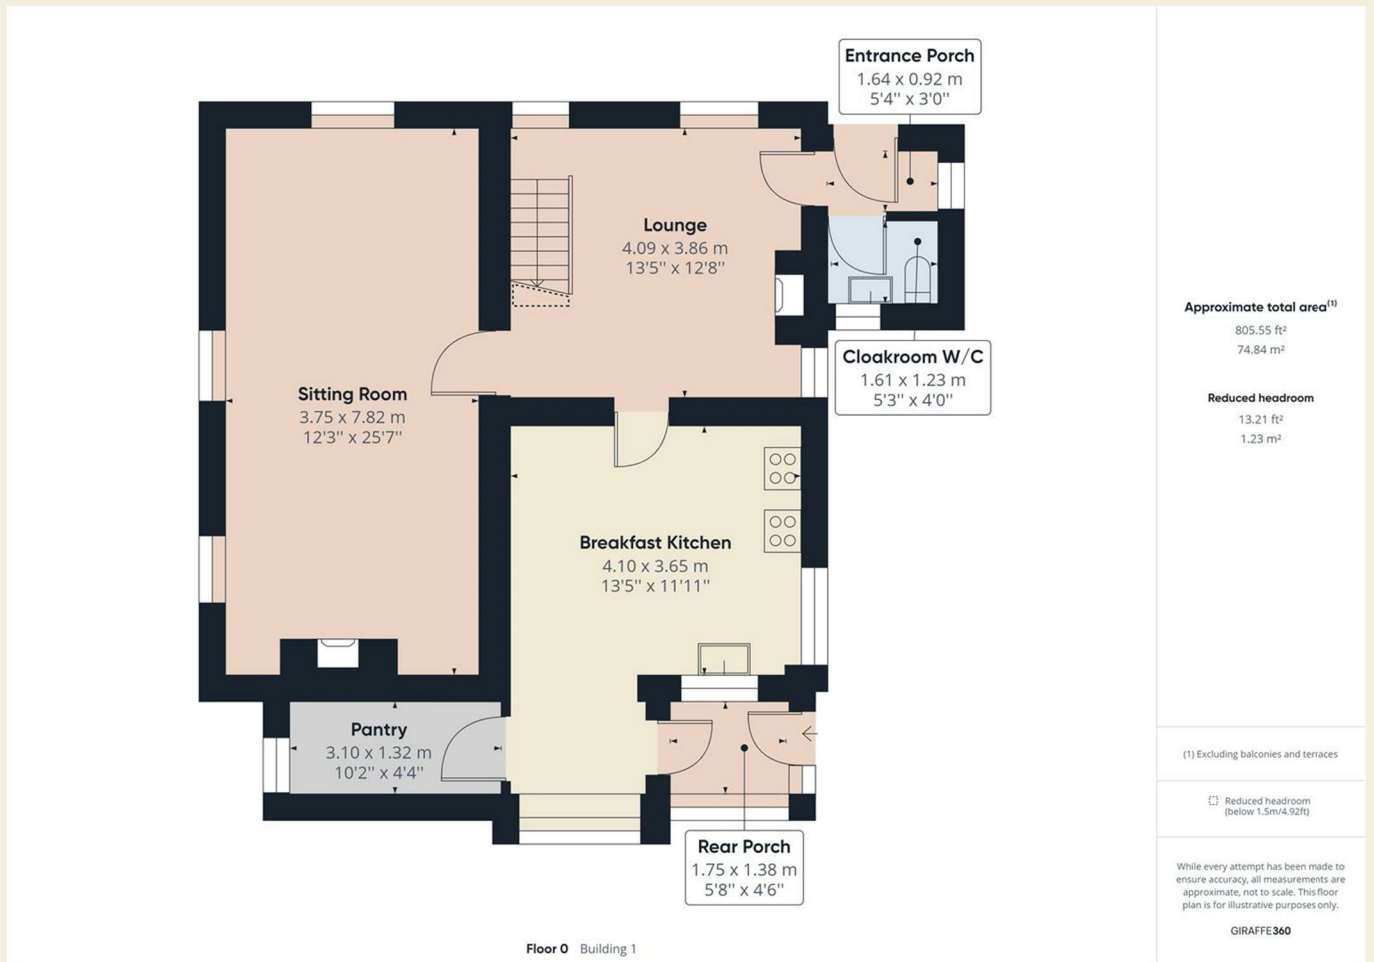 Entrance Porch
1.64 x 0.92 m
5'4'' x 3'0''
Lounge
4.09 x 3.86 m
13'5'' x 12'8''
Cloakroom W/C
1.61 x 1.23 m
5'3'' x 4'0''
Sitting Room
3.75 x 7.82 m
12'3'' x 25'7''
Breakfast Kitchen
4.10 x 3.65 m
13'5'' x 11'11''
Pantry
3.10 x 1.32 m
10'2'' x 4'4''
Rear Porch
1.75 x 1.38 m
5'8'' x 4'6''
Floor 0 Building 1
Approximate total area(1)
805.55 ft²
74.84 m²
Reduced headroom
13.21 ft²
1.23 m²
(1) Excluding balconies and terraces
Reduced headroom
(below 1.5m/4.92ft)
While every attempt has been made to
ensure accuracy, all measurements are
approximate, not to scale. This floor
plan is for illustrative purposes only.
GIRAFFE360